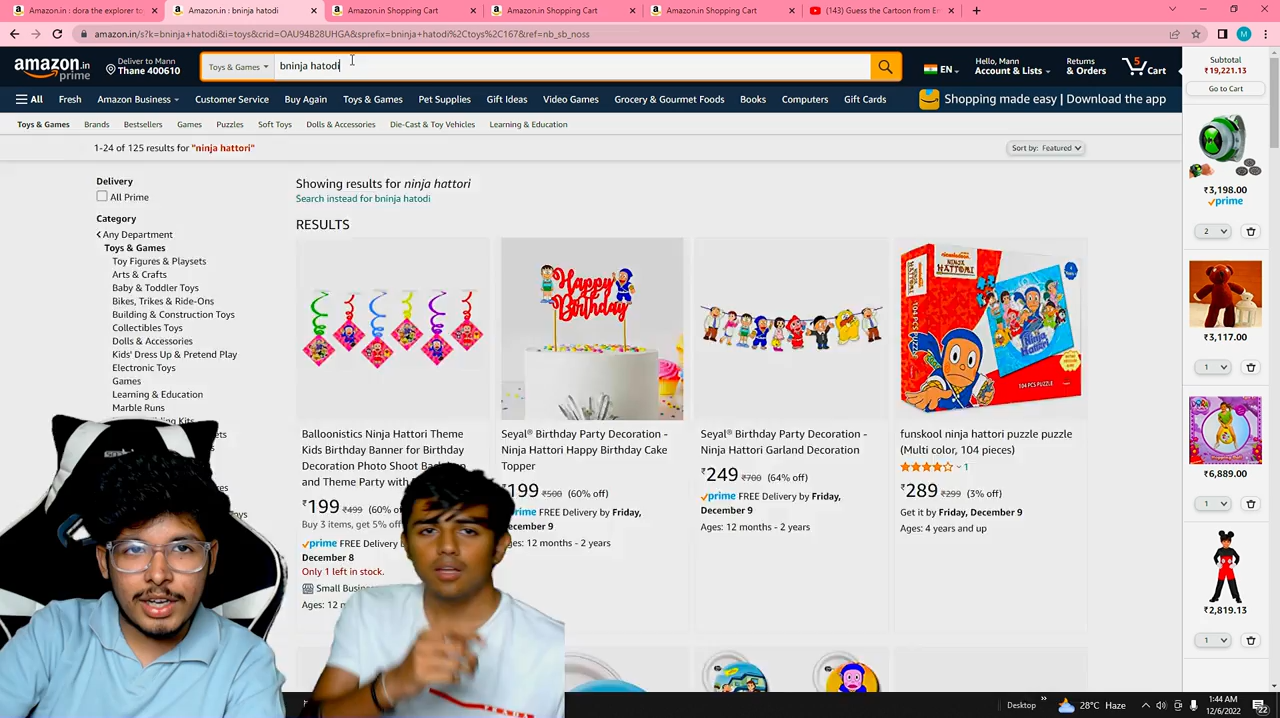 Amazon.in : dora the explorer to
Amazon.in : bninja hatodi
Amazon.in Shopping Cart
Amazon.in Shopping Cart
Amazon.in Shopping Cart
(143) Guess the Cartoon from Em
amazon.in/s?k=bninja+hatodi&i=toys&crid=OAU94B28UHGA&sprefix=bninja+hatodi%2Ctoys%2C167&ref=nb_sb_noss
amazon.in
prime
Deliver to Mann
Thane 400610
Toys & Games
bninja hatodi
EN
Hello, Mann
Account & Lists
Returns
& Orders
5
Cart
All
Fresh
Amazon Business
Customer Service
Buy Again
Toys & Games
Pet Supplies
Gift Ideas
Video Games
Grocery & Gourmet Foods
Books
Computers
Gift Cards
Shopping made easy | Download the app
Toys & Games
Brands
Bestsellers
Games
Puzzles
Soft Toys
Dolls & Accessories
Die-Cast & Toy Vehicles
Learning & Education
1-24 of 125 results for "ninja hattori"
Sort by: Featured
Delivery
All Prime
Category
Any Department
Toys & Games
Toy Figures & Playsets
Arts & Crafts
Baby & Toddler Toys
Bikes, Trikes & Ride-Ons
Building & Construction Toys
Collectibles Toys
Dolls & Accessories
Kids' Dress Up & Pretend Play
Electronic Toys
Games
Learning & Education
Marble Runs
Showing results for ninja hattori
Search instead for bninja hatodi
RESULTS
Happy
Birthday
NINJA
HATTORI
104 PCS PUZZLE
Balloonistics Ninja Hattori Theme
Kids Birthday Banner for Birthday
Decoration Photo Shoot
and Theme Party with
₹199 ₹499 (60%
Buy 3 items, get 5% off
prime FREE Delivery
December 8
Only 1 left in stock.
Small
Ages: 12
Seyal® Birthday Party Decoration -
Ninja Hattori Happy Birthday Cake
Topper
₹199 ₹500 (60% off)
FREE Delivery by Friday,
December 9
Ages: 12 months - 2 years
Seyal® Birthday Party Decoration -
Ninja Hattori Garland Decoration
₹249 ₹700 (64% off)
prime FREE Delivery by Friday,
December 9
Ages: 12 months - 2 years
funskool ninja hattori puzzle puzzle
(Multi color, 104 pieces)
1
₹289 ₹299 (3% off)
Get it by Friday, December 9
Ages: 4 years and up
Subtotal
₹19,221.13
Go to Cart
₹3,198.00
prime
2
₹3,117.00
1
₹6,889.00
1
₹2,819.13
1
Desktop
28°C Haze
1:44 AM
12/6/2022
22